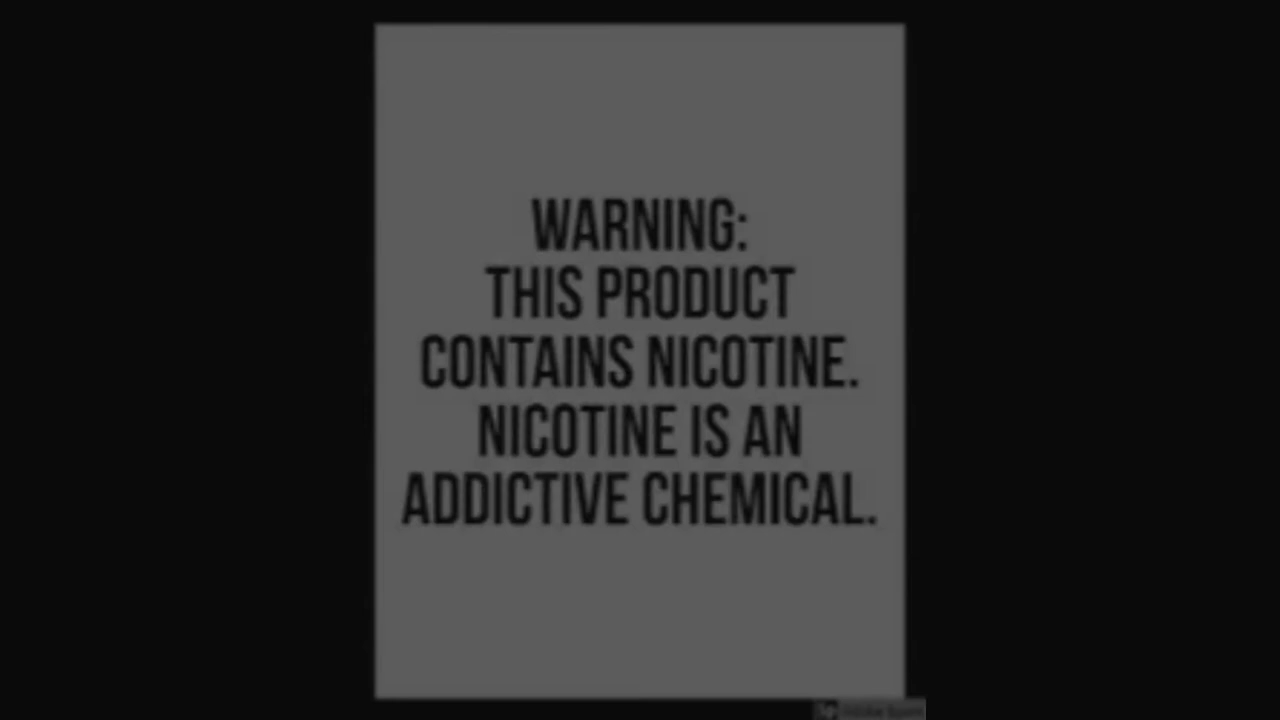 WARNING:
THIS PRODUCT
CONTAINS NICOTINE.
NICOTINE IS AN
ADDICTIVE CHEMICAL.